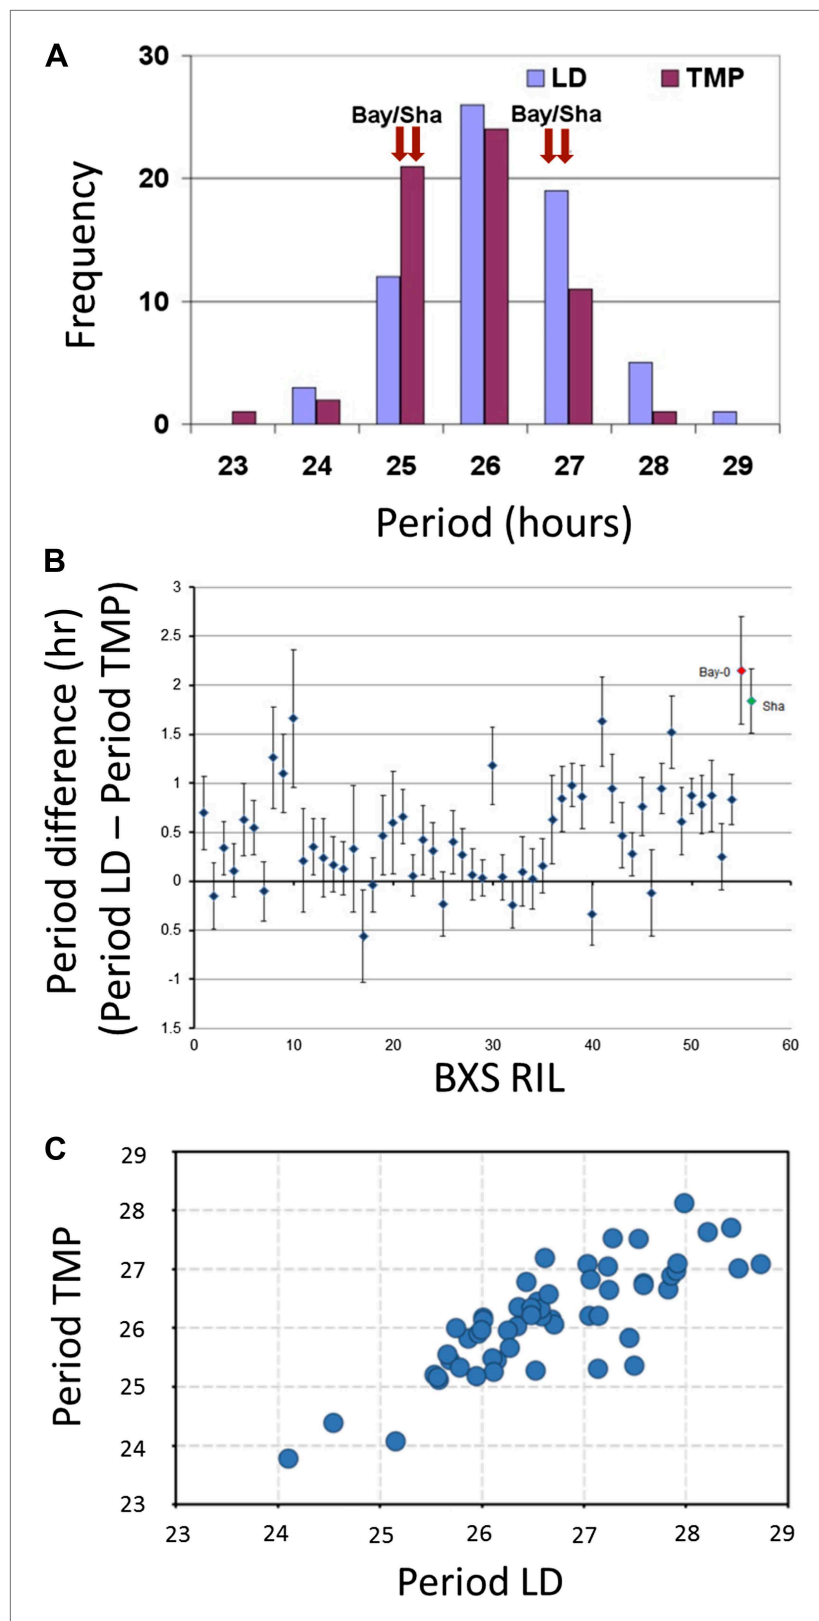 A
30
LD TMP
Bay/Sha Bay/Sha
20
10
0
Frequency
23 24 25 26 27 28 29
Period (hours)
B
3
2.5
2
1.5
1
0.5
0
0.5
-1
1.5
Period difference (hr)
(Period LD – Period TMP)
Bay-0
Sha
0 10 20 30 40 50 60
BXS RIL
C
29
28
27
26
25
24
23
Period TMP
23 24 25 26 27 28 29
Period LD